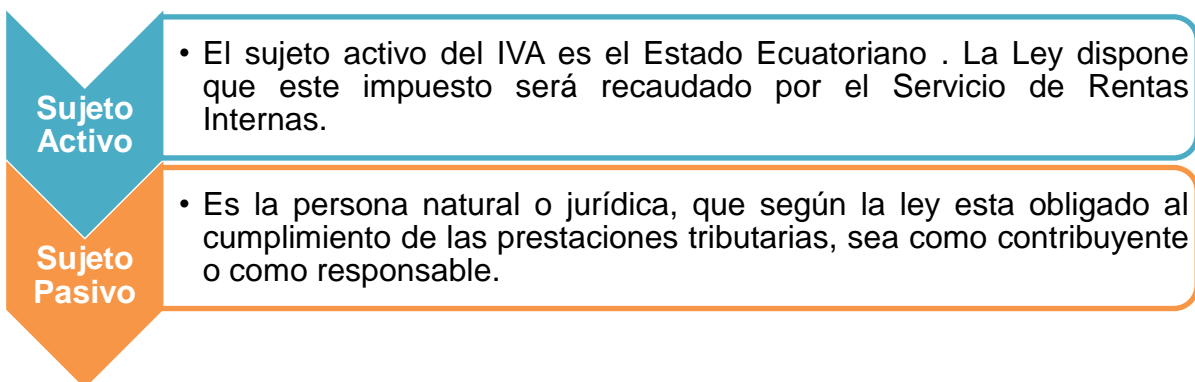 Sujeto
Activo
• El sujeto activo del IVA es el Estado Ecuatoriano . La Ley dispone
que este impuesto será recaudado por el Servicio de Rentas
Internas.
Sujeto
Pasivo
• Es la persona natural o jurídica, que según la ley esta obligado al
cumplimiento de las prestaciones tributarias, sea como contribuyente
o como responsable.